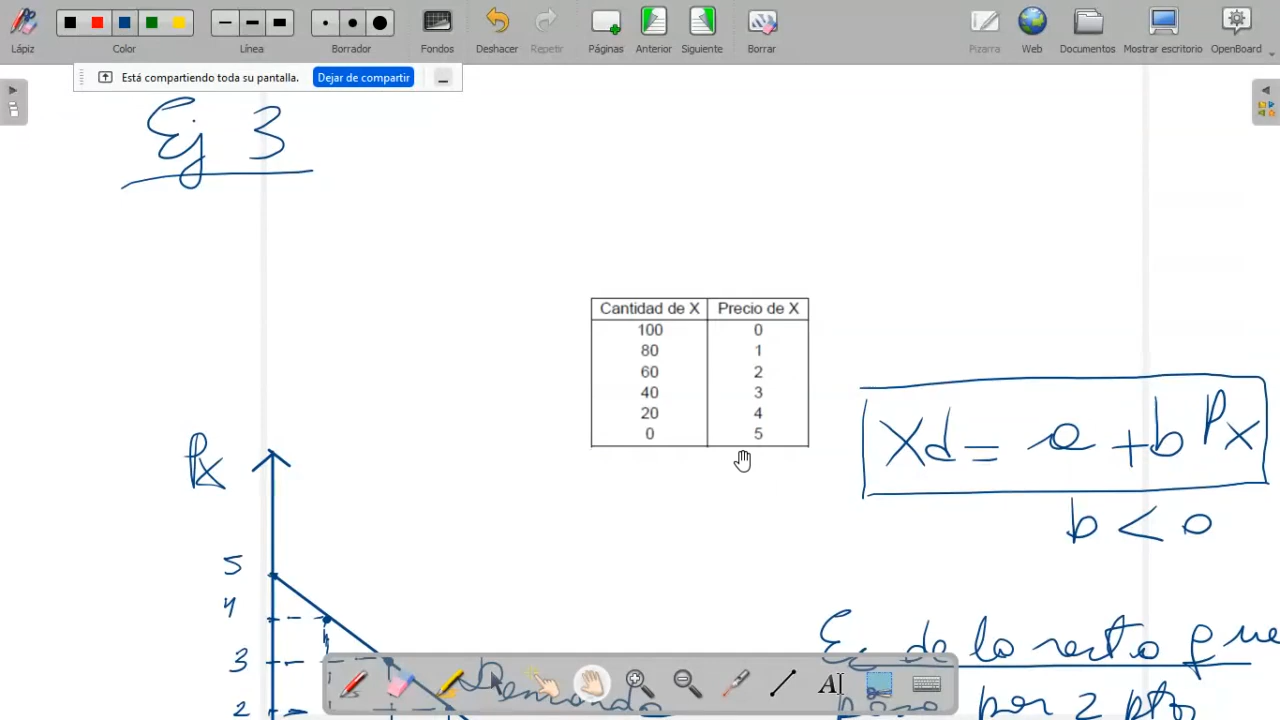 Lápiz Color Línea Borrador Fondos Deshacer Repetir Páginas Anterior Siguiente Borrar Pizarra Web Documentos Mostrar escritorio OpenBoard
Está compartiendo toda su pantalla. Dejar de compartir
Ej 3
Cantidad de X Precio de X
100 0
80 1
60 2
40 3
20 4
0 5
Xd = a + b Px
b < 0
Px
5
4
3
2
Demanda
Ec de la recta que
pasa por 2 pto